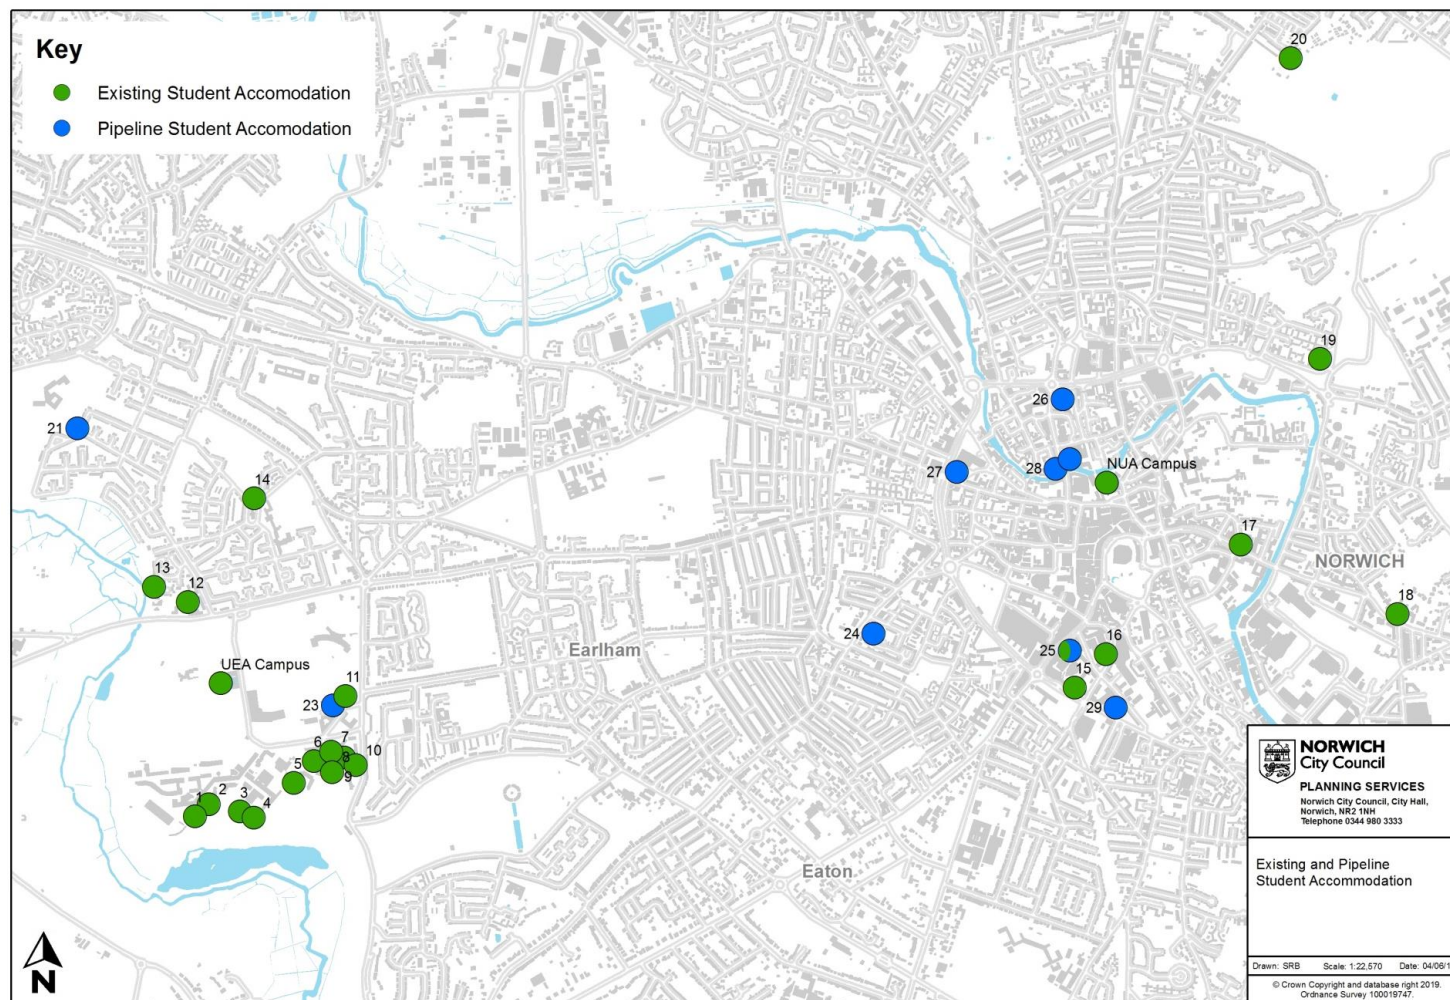 Key
Existing Student Accomodation
Pipeline Student Accomodation
20
19
26
21
27
28
NUA Campus
14
17
NORWICH
13
12
18
24
Earlham
25
16
UEA Campus
11
15
23
29
6
7
8
10
5
9
1
2
3
4
Eaton
N
NORWICH
City Council
PLANNING SERVICES
Norwich City Council, City Hall,
Norwich, NR2 1NH
Telephone 0344 980 3333
Existing and Pipeline
Student Accommodation
Drawn: SRB Scale: 1:22,570 Date: 04/06/1
© Crown Copyright and database right 2019.
Ordnance Survey 100019747.